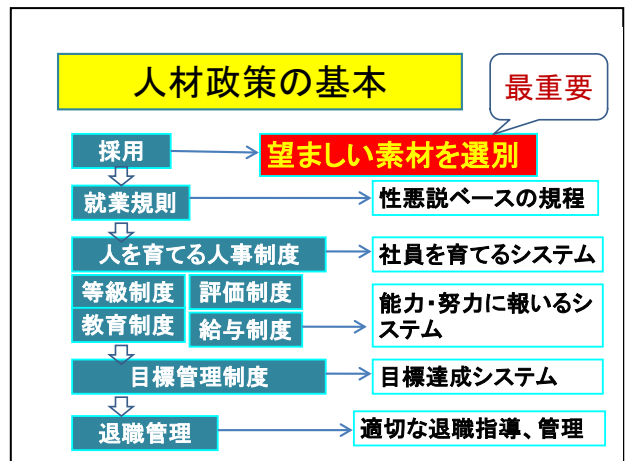 人材政策の基本
最重要
採用
望ましい素材を選別
就業規則
性悪説ベースの規程
人を育てる人事制度
社員を育てるシステム
等級制度
評価制度
教育制度
給与制度
能力・努力に報いるシ
ステム
目標管理制度
目標達成システム
退職管理
適切な退職指導、管理